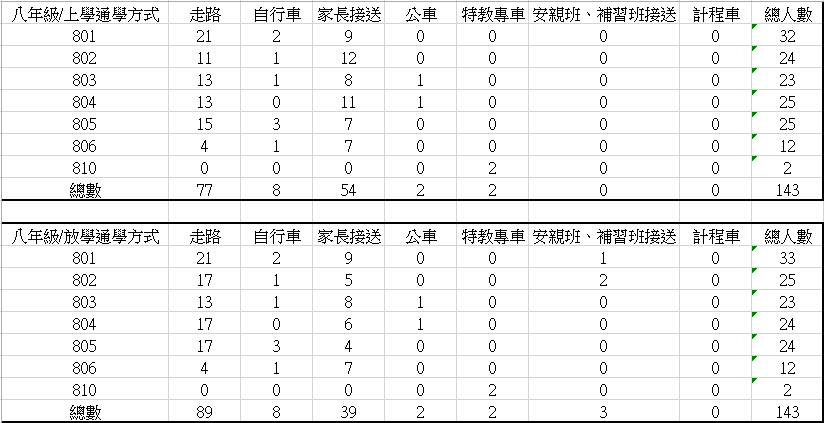 八年級/上學通學方式 走路 自行車 家長接送 公車 特教專車 安親班、補習班接送 計程車 總人數
801 21 2 9 0 0 0 0 32
802 11 1 12 0 0 0 0 24
803 13 1 8 1 0 0 0 23
804 13 0 11 1 0 0 0 25
805 15 3 7 0 0 0 0 25
806 4 1 7 0 0 0 0 12
810 0 0 0 0 2 0 0 2
總數 77 8 54 2 2 0 0 143
八年級/放學通學方式 走路 自行車 家長接送 公車 特教專車 安親班、補習班接送 計程車 總人數
801 21 2 9 0 0 1 0 33
802 17 1 5 0 0 2 0 25
803 13 1 8 1 0 0 0 23
804 17 0 6 1 0 0 0 24
805 17 3 4 0 0 0 0 24
806 4 1 7 0 0 0 0 12
810 0 0 0 0 2 0 0 2
總數 89 8 39 2 2 3 0 143